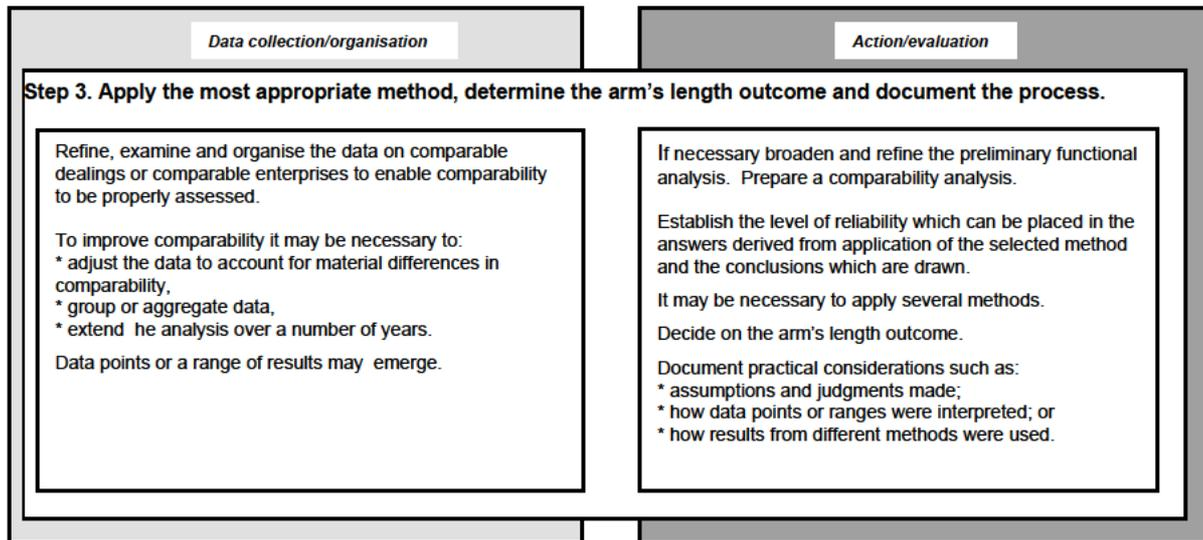 Data collection/organisation
Action/evaluation
Step 3. Apply the most appropriate method, determine the arm's length outcome and document the process.
Refine, examine and organise the data on comparable
dealings or comparable enterprises to enable comparability
to be properly assessed.
To improve comparability it may be necessary to:
* adjust the data to account for material differences in
comparability,
* group or aggregate data,
* extend  he analysis over a number of years.
Data points or a range of results may  emerge.
If necessary broaden and refine the preliminary functional
analysis.  Prepare a comparability analysis.
Establish the level of reliability which can be placed in the
answers derived from application of the selected method
and the conclusions which are drawn.
It may be necessary to apply several methods.
Decide on the arm's length outcome.
Document practical considerations such as:
* assumptions and judgments made;
* how data points or ranges were interpreted; or
* how results from different methods were used.